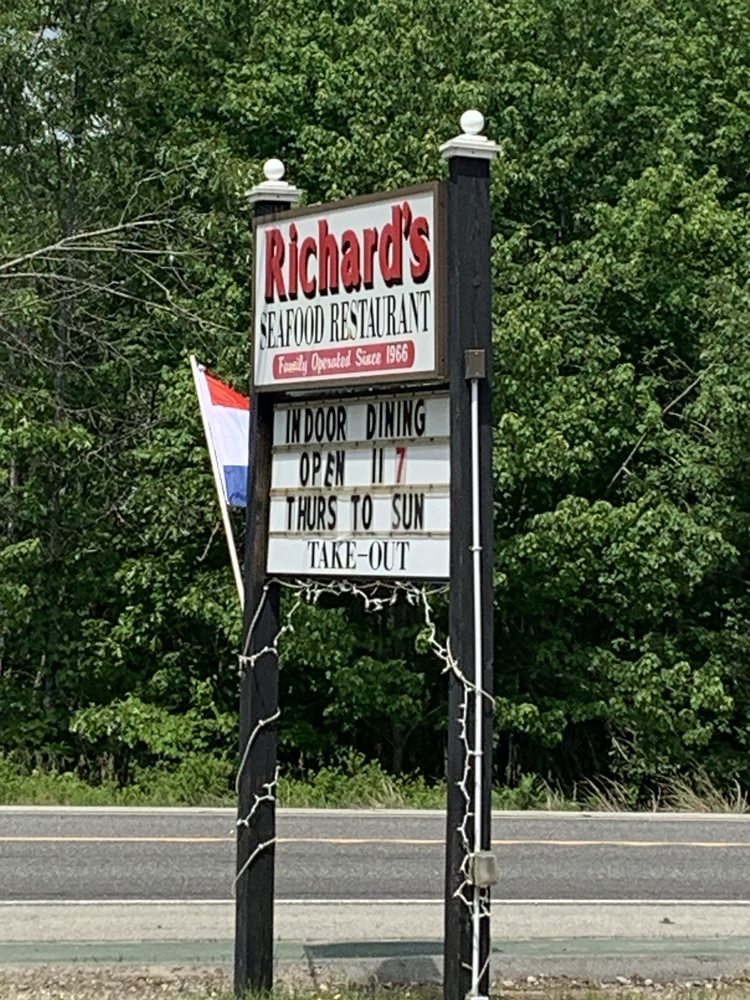 Richard's
SEAFOOD RESTAURANT
Family Operated Since 1966
INDOOR DINING
OPEN 11 7
THURS TO SUN
TAKE-OUT